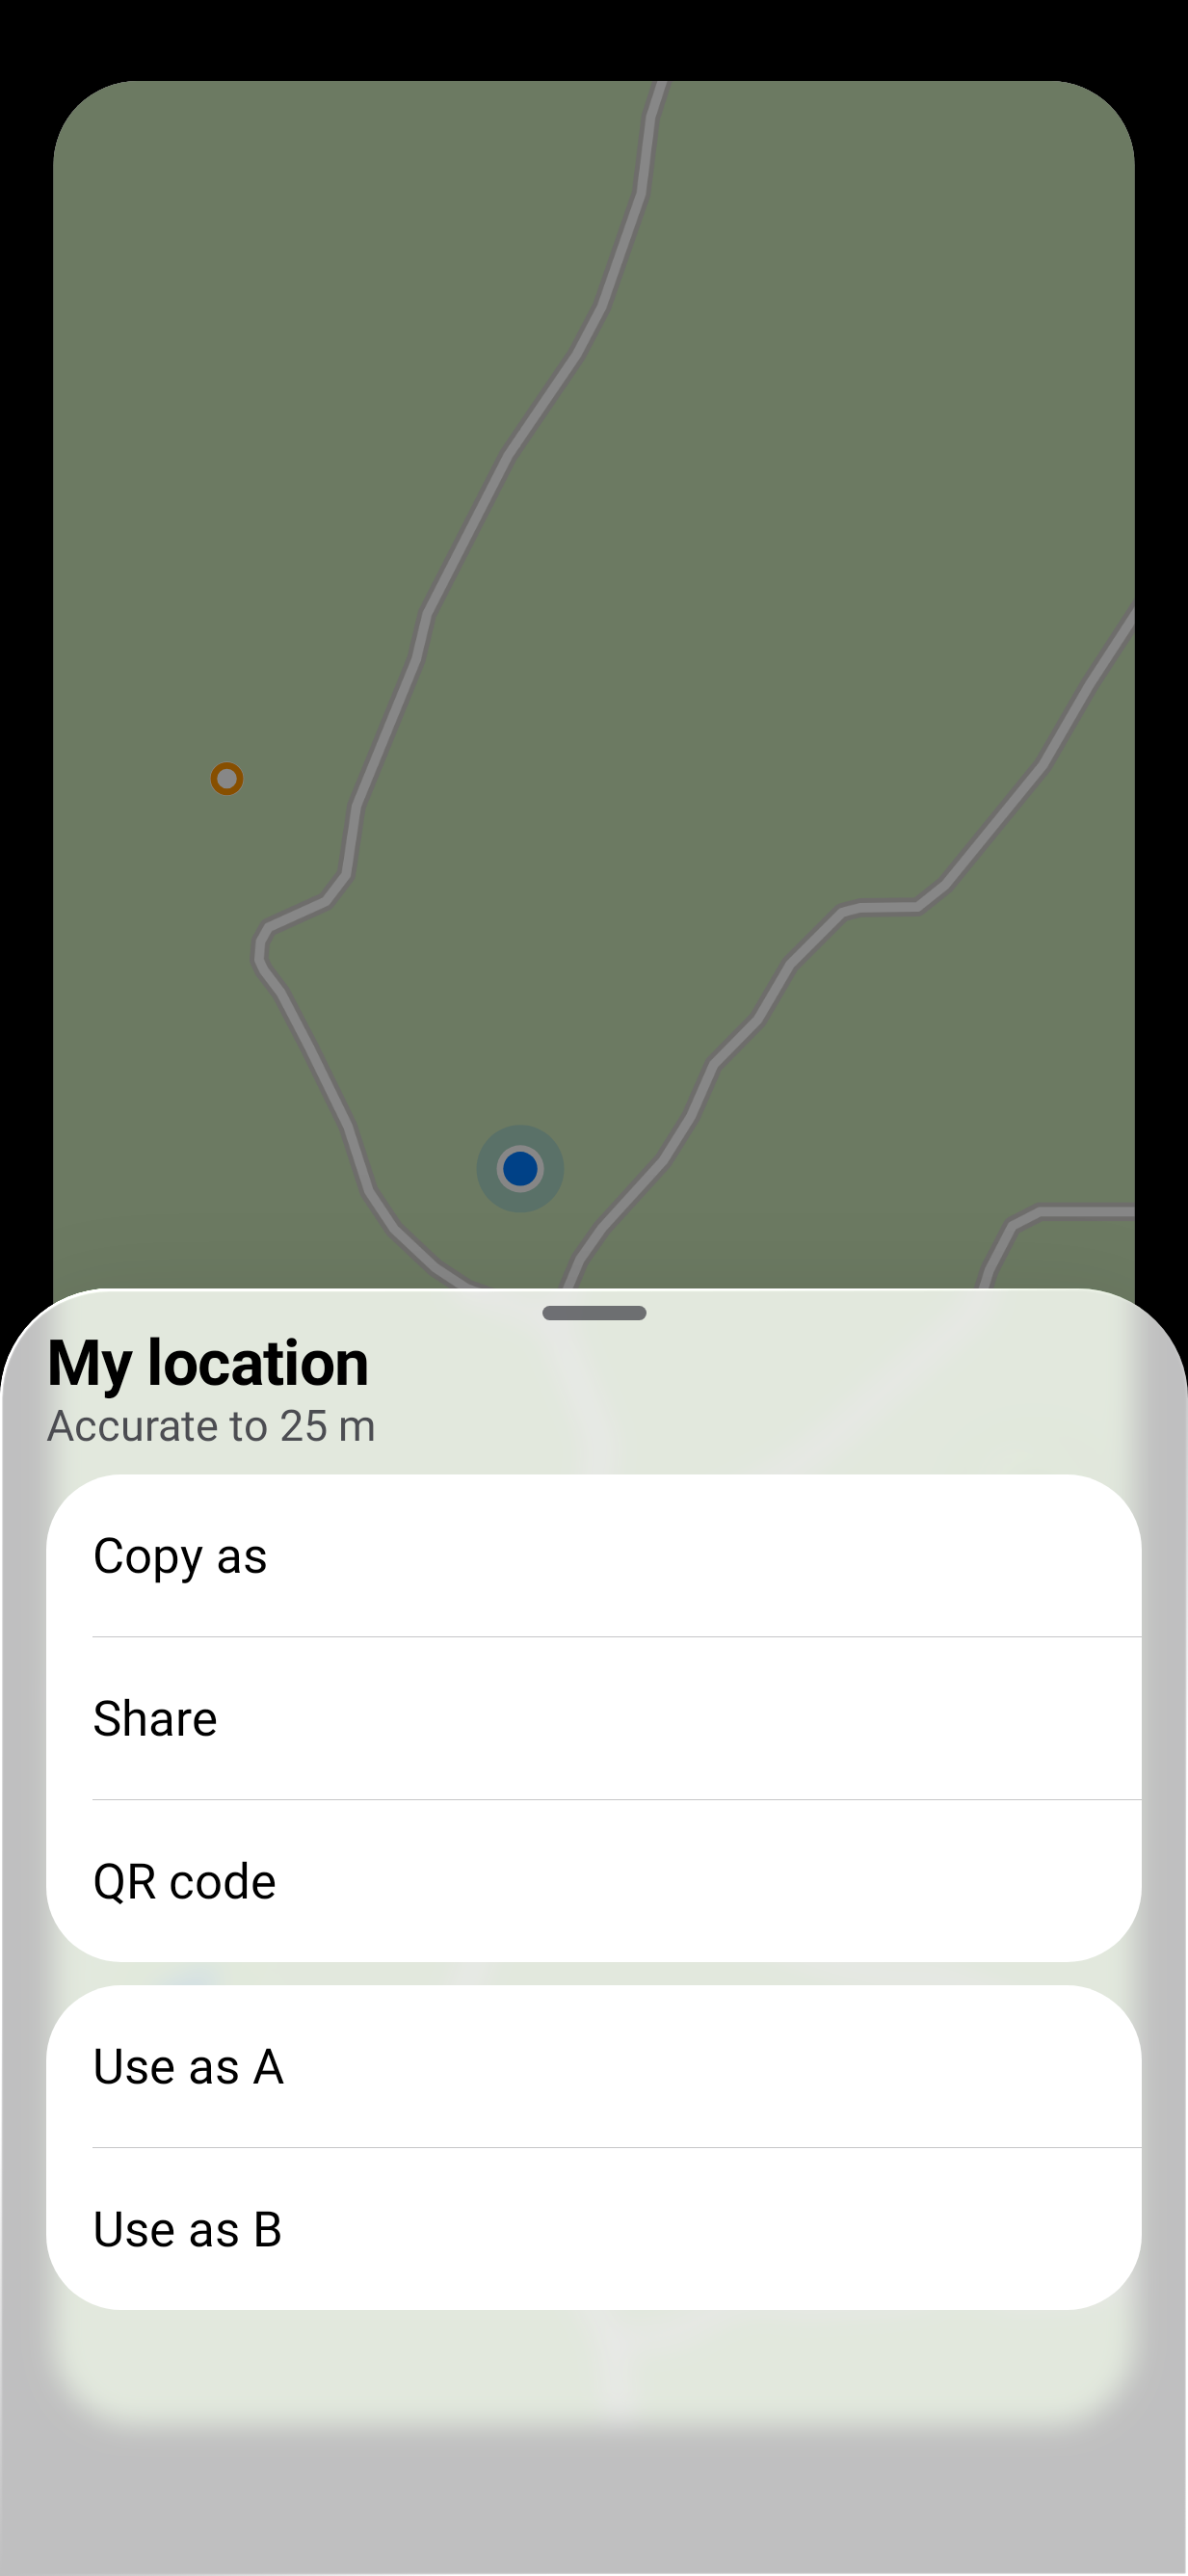 My location
Accurate to 25 m
Copy as
Share
QR code
Use as A
Use as B